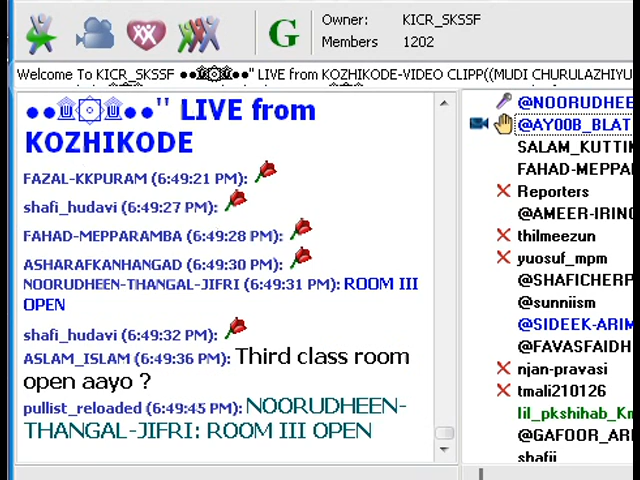 G
Owner: KICR_SKSSF
Members 1202
Welcome To KICR_SKSSF ●●۩۞۩●●" LIVE from KOZHIKODE-VIDEO CLIPP((MUDI CHURULAZHIYU
●●۩۞۩●●" LIVE from
KOZHIKODE
FAZAL-KKPURAM (6:49:21 PM):
shafi_hudavi (6:49:27 PM):
FAHAD-MEPPARAMBA (6:49:28 PM):
ASHARAFKANHANGAD (6:49:30 PM):
NOORUDHEEN-THANGAL-JIFRI (6:49:31 PM): ROOM III
OPEN
shafi_hudavi (6:49:32 PM):
ASLAM_ISLAM (6:49:36 PM): Third class room
open aayo ?
pullist_reloaded (6:49:45 PM): NOORUDHEEN-
THANGAL-JIFRI: ROOM III OPEN
@NOORUDHEE
@AY00B_BLAT
SALAM_KUTTIK
FAHAD-MEPPA
Reporters
@AMEER-IRING
thilmeezun
yuosuf_mpm
@SHAFICHERP
@sunniism
@SIDEEK-ARIM
@FAVASFAIDH
njan-pravasi
tmali210126
lil_pkshihab_Km
@GAFOOR_ARI
shafii